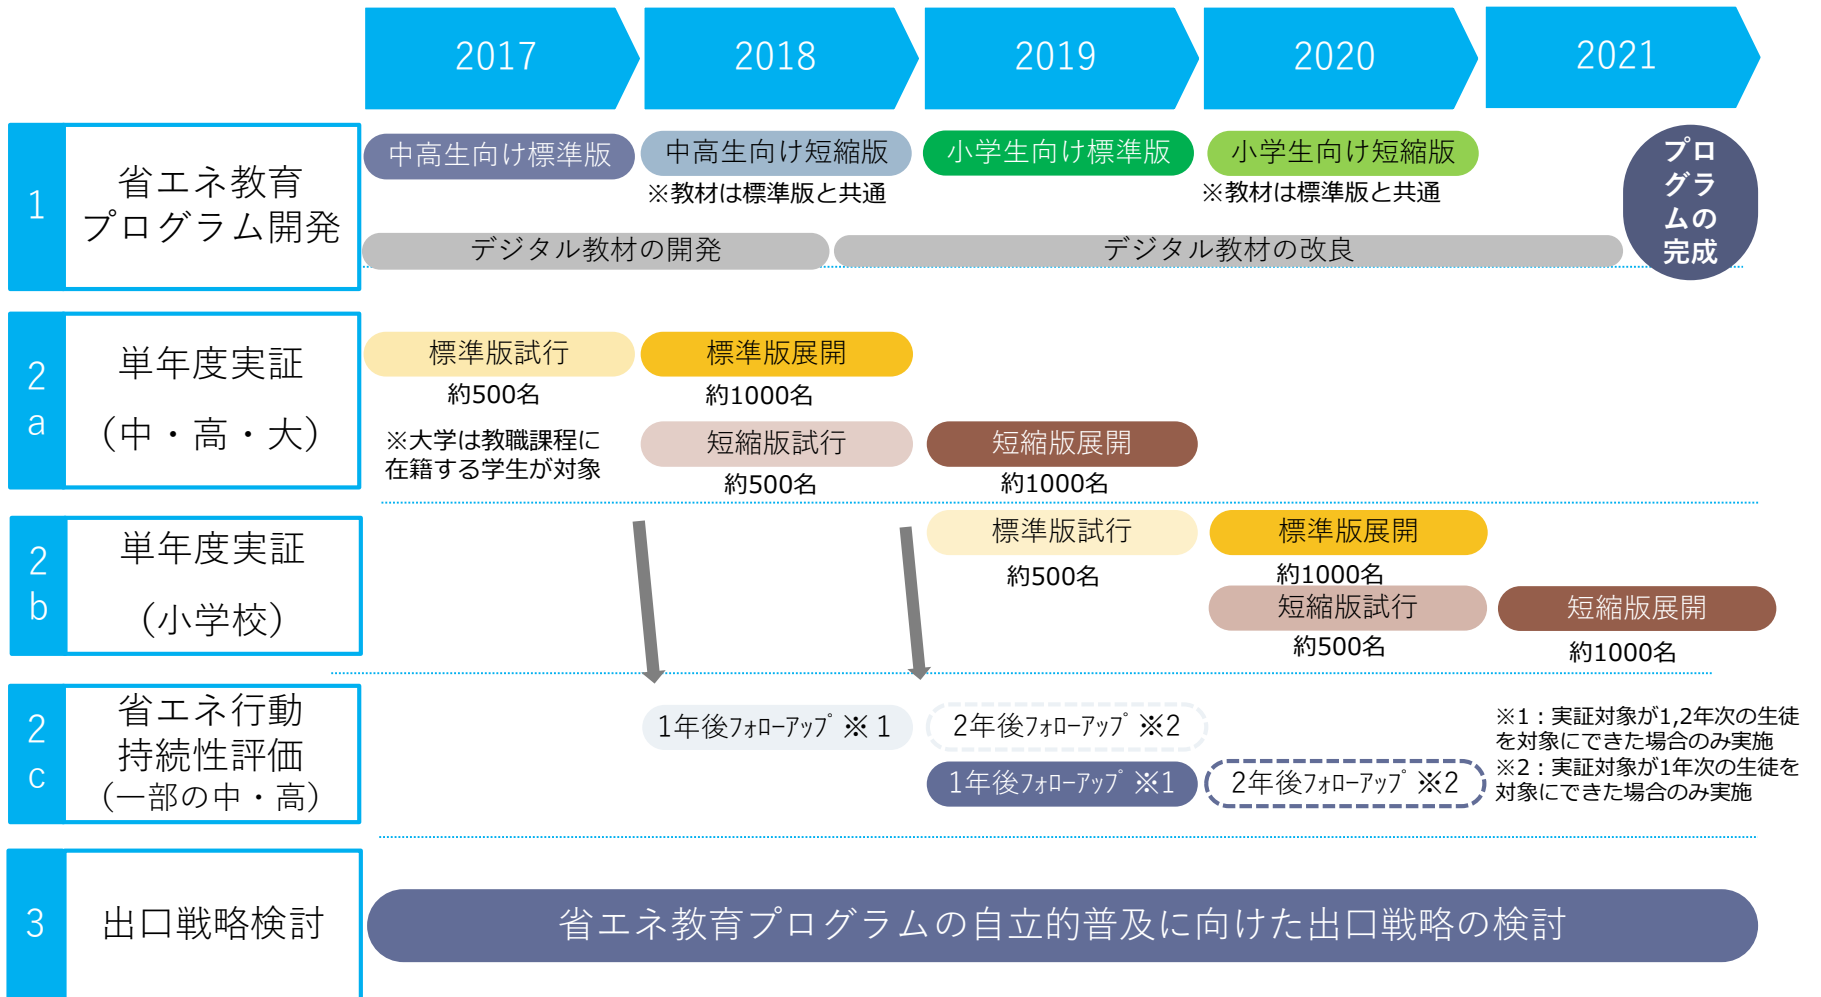 2017
2018
2019
2020
2021
1
省エネ教育
プログラム開発
中高生向け標準版
中高生向け短縮版
※教材は標準版と共通
小学生向け標準版
小学生向け短縮版
※教材は標準版と共通
デジタル教材の開発
デジタル教材の改良
プロ
グラ
ムの
完成
2
a
単年度実証
（中・高・大）
標準版試行
約500名
※大学は教職課程に
在籍する学生が対象
標準版展開
約1000名
短縮版試行
約500名
短縮版展開
約1000名
2
b
単年度実証
（小学校）
標準版試行
約500名
標準版展開
約1000名
短縮版試行
約500名
短縮版展開
約1000名
2
c
省エネ行動
持続性評価
（一部の中・高）
1年後ﾌｫﾛｰｱｯﾌﾟ ※１
2年後ﾌｫﾛｰｱｯﾌﾟ ※2
1年後ﾌｫﾛｰｱｯﾌﾟ ※1
2年後ﾌｫﾛｰｱｯﾌﾟ ※2
※1：実証対象が1,2年次の生徒
を対象にできた場合のみ実施
※2：実証対象が1年次の生徒を
対象にできた場合のみ実施
3
出口戦略検討
省エネ教育プログラムの自立的普及に向けた出口戦略の検討